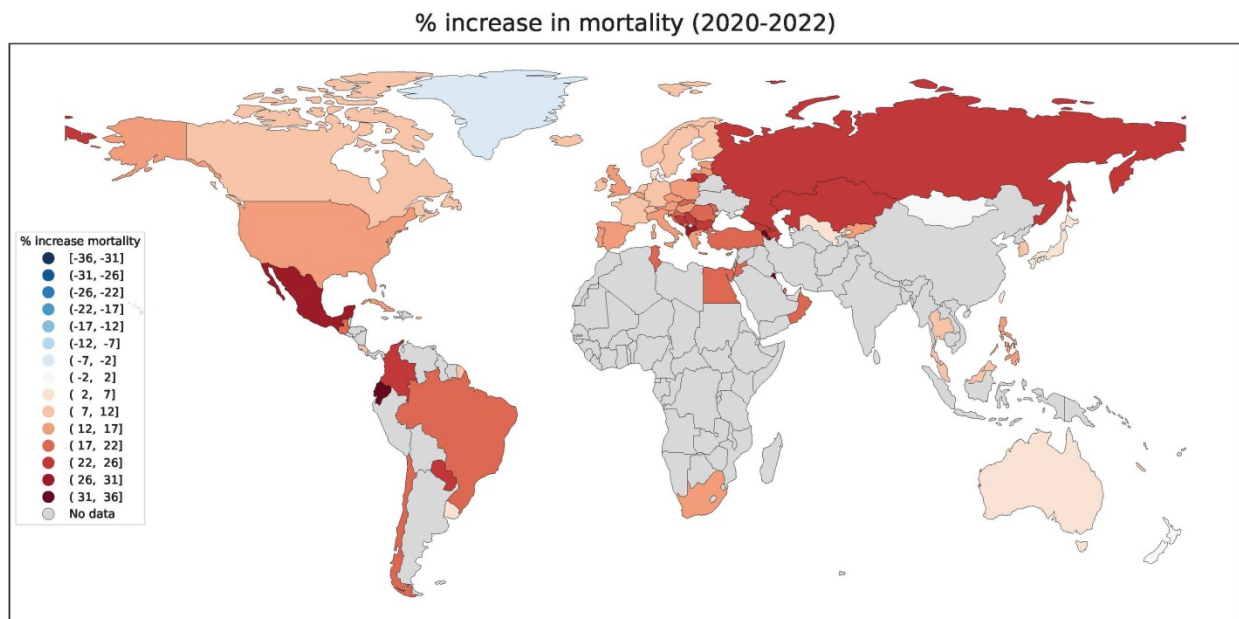 % increase in mortality (2020-2022)
% increase mortality
[-36, -31]
(-31, -26]
(-26, -22]
(-22, -17]
(-17, -12]
(-12, -7]
( -7, -2]
( -2, 2]
( 2, 7]
( 7, 12]
( 12, 17]
( 17, 22]
( 22, 26]
( 26, 31]
( 31, 36]
No data